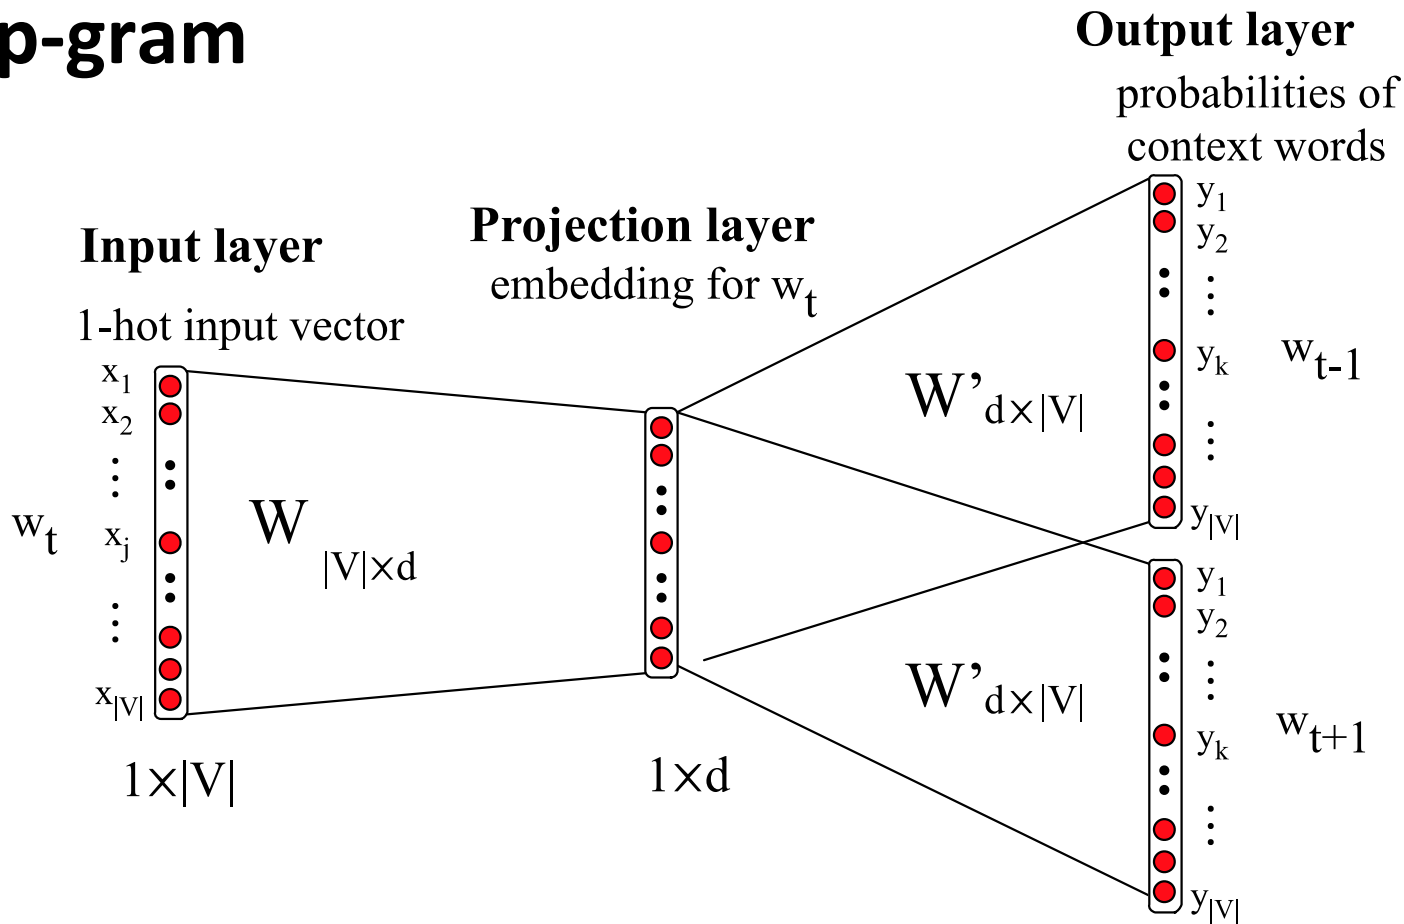 p-gram
Output layer
probabilities of
context words
Input layer
1-hot input vector
Projection layer
embedding for wt
wt
x1
x2
⋮
xj
⋮
x|V|
W
|V|×d
1×|V|
1×d
W’d×|V|
W’d×|V|
y1
y2
⋮
yk
⋮
y|V|
wt-1
y1
y2
⋮
yk
⋮
y|V|
wt+1